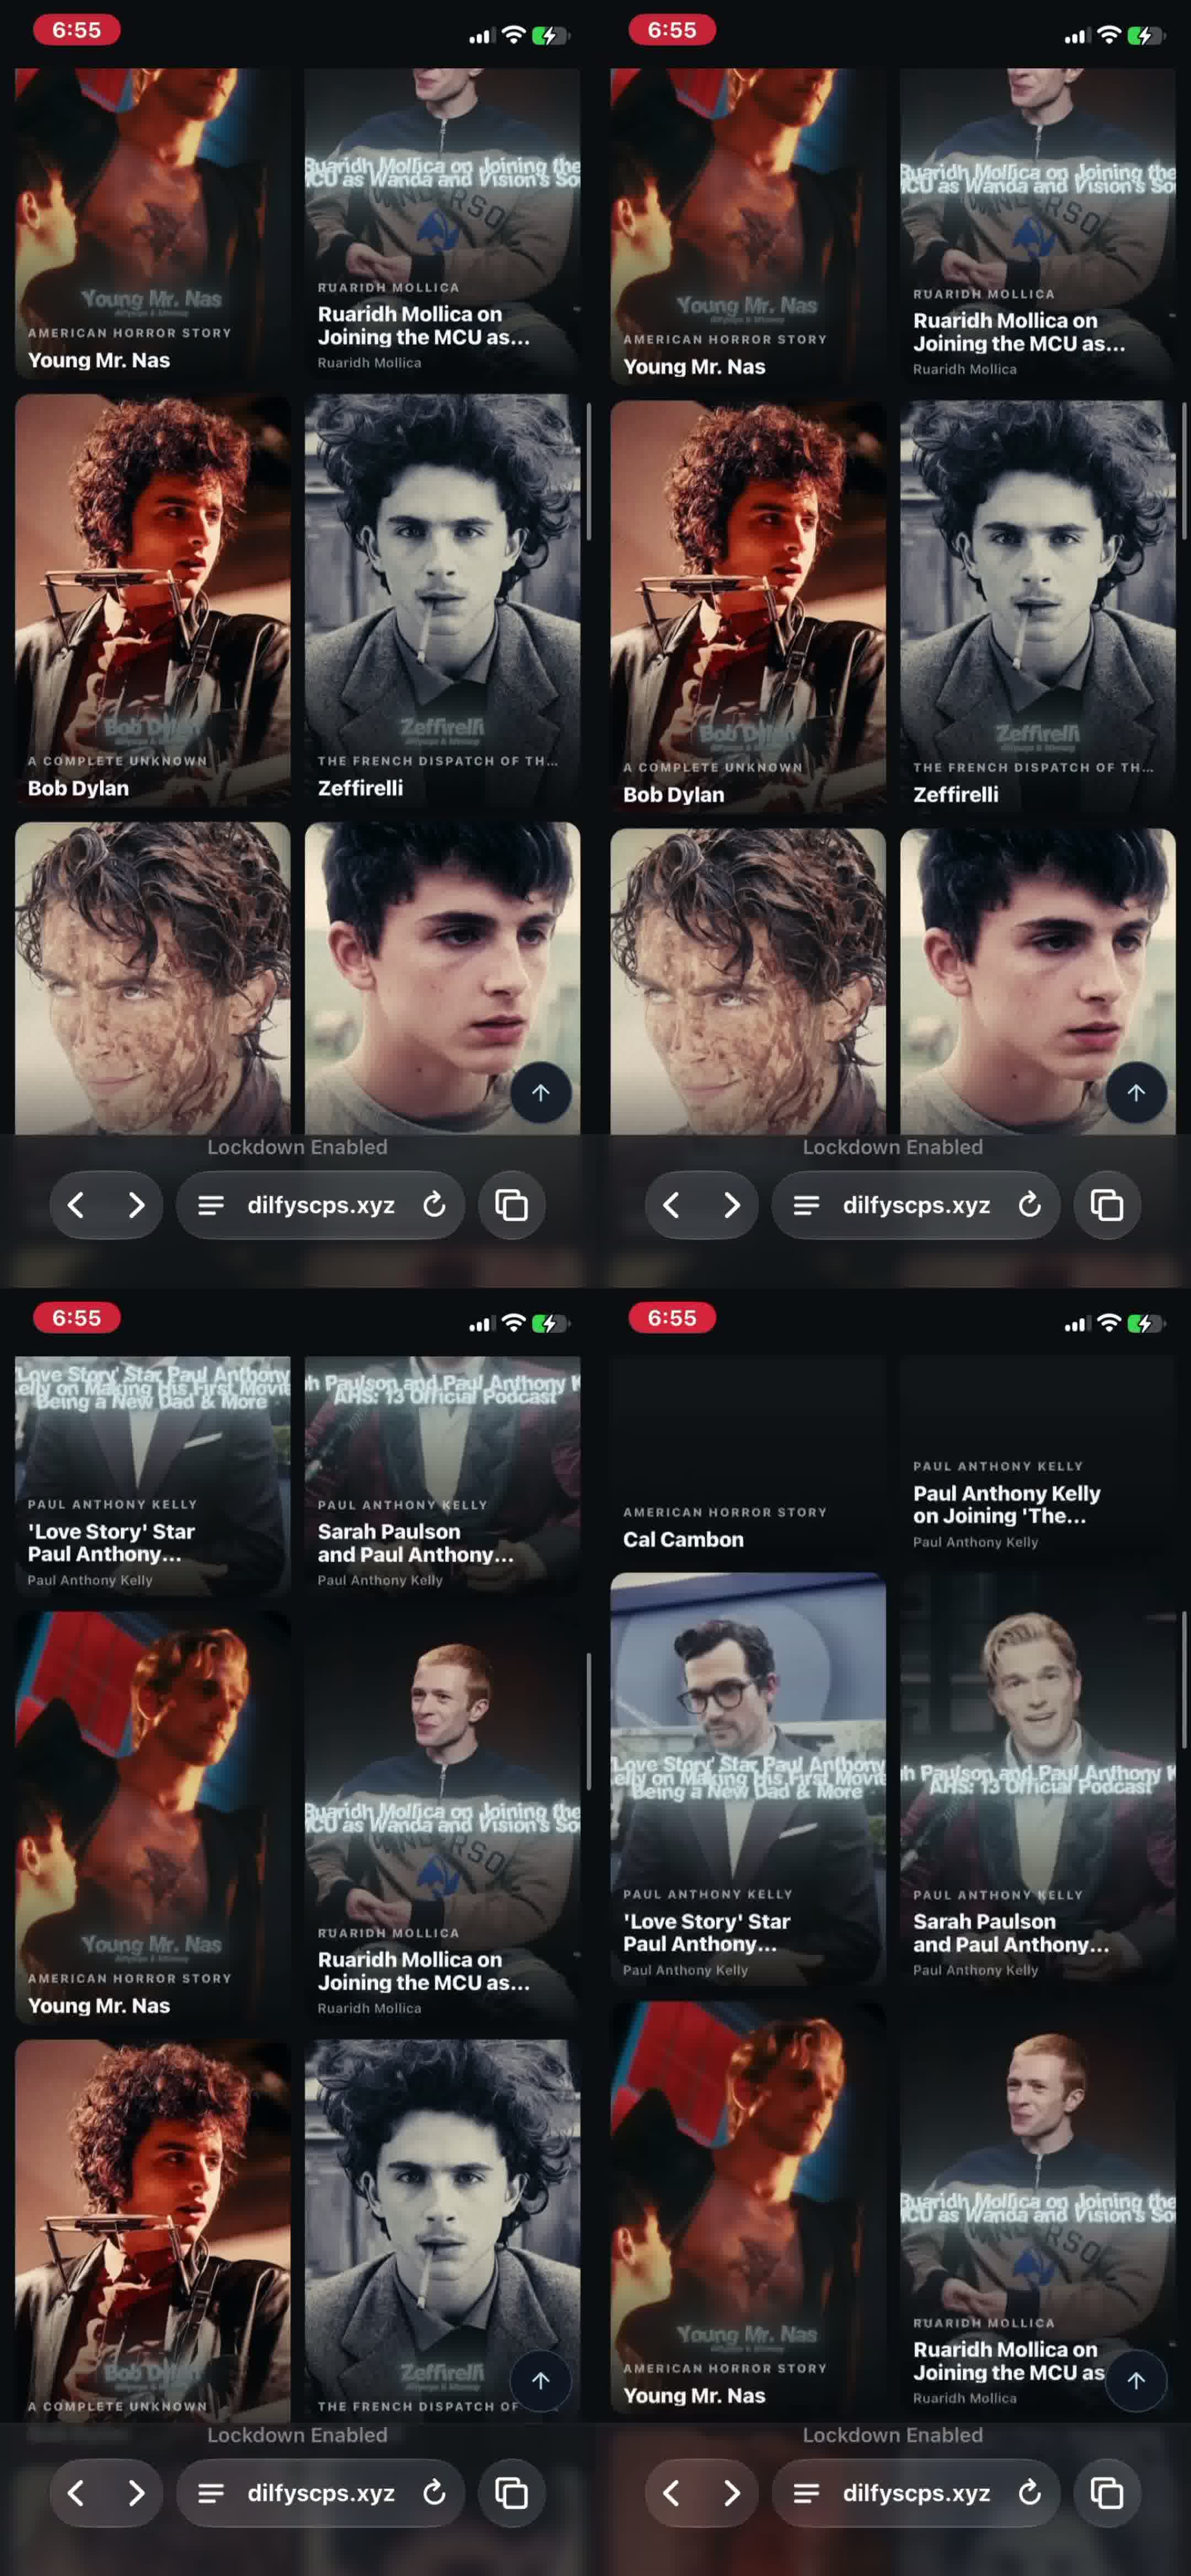 6:55
Ruaridh Mollica on Joining the
MCU as Wanda and Vision's So
ANDERSO
Young Mr. Nas
AMERICAN HORROR STORY
Young Mr. Nas
RUARIDH MOLLICA
Ruaridh Mollica on
Joining the MCU as...
Ruaridh Mollica
Bob Dylan
A COMPLETE UNKNOWN
Bob Dylan
Zeffirelli
THE FRENCH DISPATCH OF TH...
Zeffirelli
Lockdown Enabled
dilfyscps.xyz
6:55
Ruaridh Mollica on Joining the
MCU as Wanda and Vision's So
ANDERSO
Young Mr. Nas
AMERICAN HORROR STORY
Young Mr. Nas
RUARIDH MOLLICA
Ruaridh Mollica on
Joining the MCU as...
Ruaridh Mollica
Bob Dylan
A COMPLETE UNKNOWN
Bob Dylan
Zeffirelli
THE FRENCH DISPATCH OF TH...
Zeffirelli
Lockdown Enabled
dilfyscps.xyz
6:55
'Love Story' Star Paul Anthony
elly on Making His First Movie
Being a New Dad & More
PAUL ANTHONY KELLY
'Love Story' Star
Paul Anthony...
Paul Anthony Kelly
h Paulson and Paul Anthony K
AHS: 13 Official Podcast
PAUL ANTHONY KELLY
Sarah Paulson
and Paul Anthony...
Paul Anthony Kelly
Young Mr. Nas
AMERICAN HORROR STORY
Young Mr. Nas
Ruaridh Mollica on Joining the
MCU as Wanda and Vision's So
ANDERSO
RUARIDH MOLLICA
Ruaridh Mollica on
Joining the MCU as...
Ruaridh Mollica
Bob Dylan
A COMPLETE UNKNOWN
Zeffirelli
THE FRENCH DISPATCH OF
Lockdown Enabled
dilfyscps.xyz
6:55
AMERICAN HORROR STORY
Cal Cambon
PAUL ANTHONY KELLY
Paul Anthony Kelly
on Joining 'The...
Paul Anthony Kelly
'Love Story' Star Paul Anthony
elly on Making His First Movie
Being a New Dad & More
PAUL ANTHONY KELLY
'Love Story' Star
Paul Anthony...
Paul Anthony Kelly
h Paulson and Paul Anthony K
AHS: 13 Official Podcast
PAUL ANTHONY KELLY
Sarah Paulson
and Paul Anthony...
Paul Anthony Kelly
Young Mr. Nas
AMERICAN HORROR STORY
Young Mr. Nas
Ruaridh Mollica on Joining the
MCU as Wanda and Vision's So
ANDERSO
RUARIDH MOLLICA
Ruaridh Mollica on
Joining the MCU as
Ruaridh Mollica
Lockdown Enabled
dilfyscps.xyz